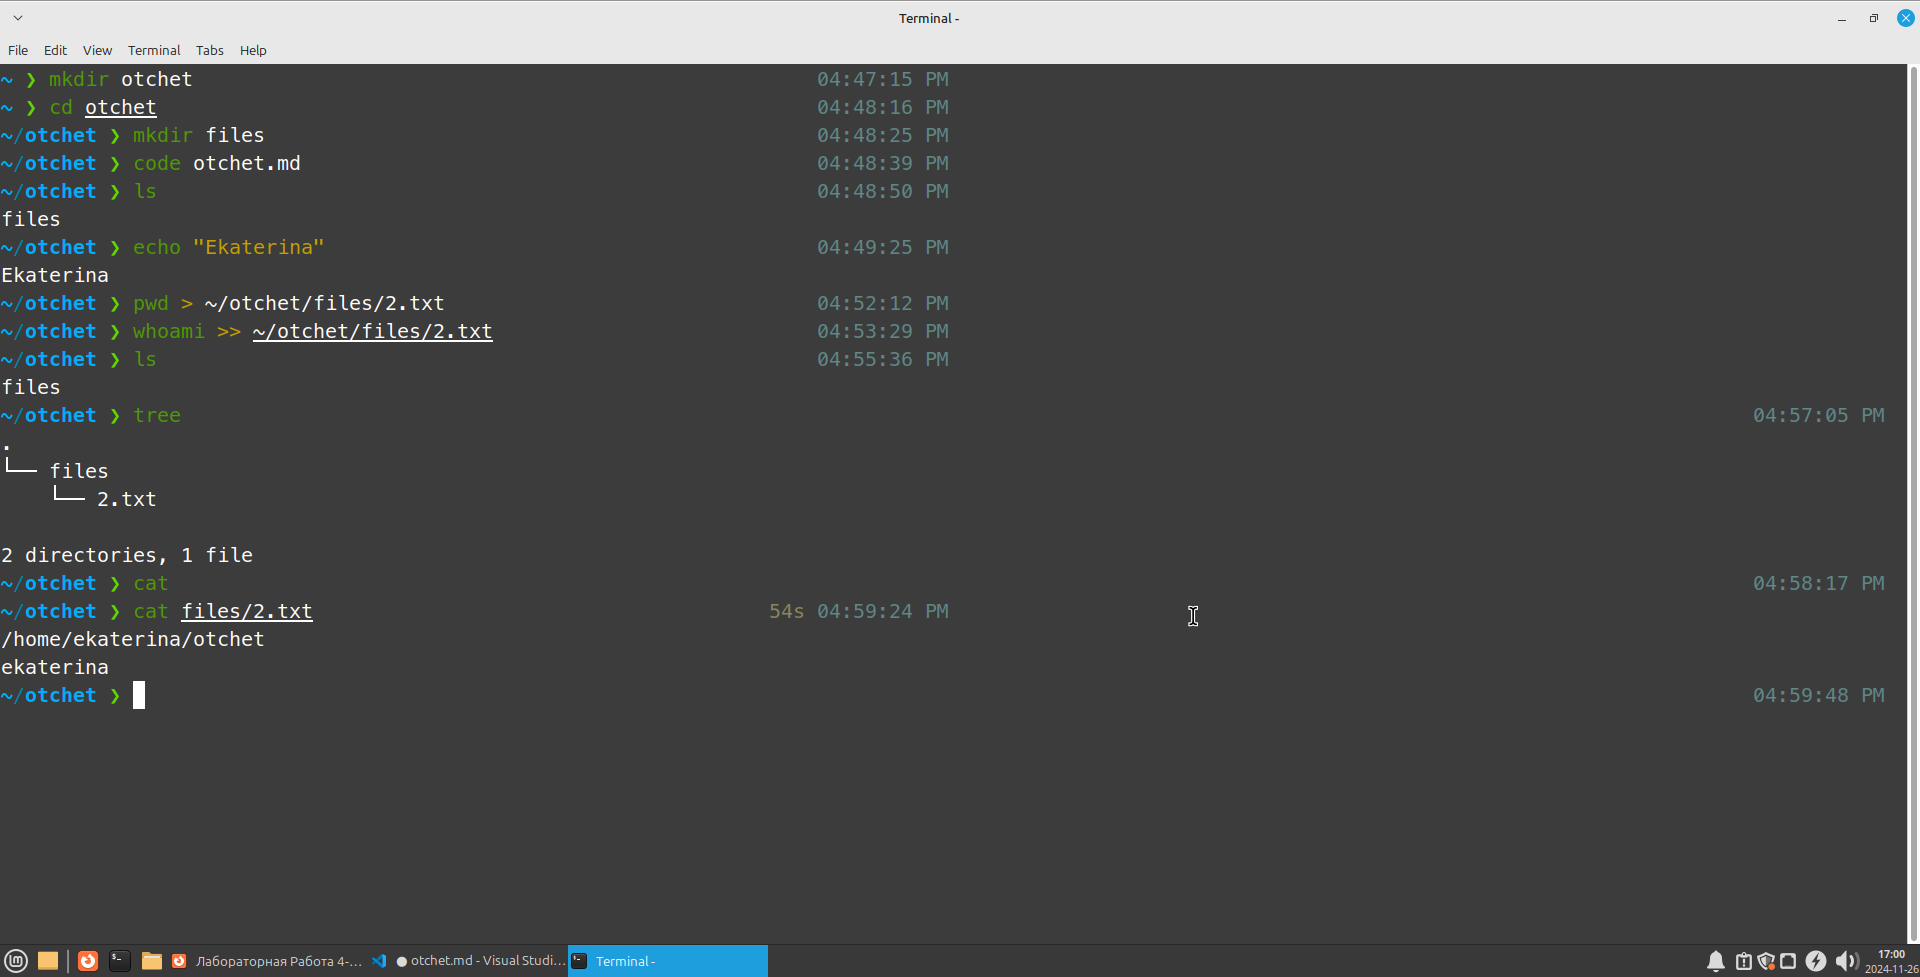 Terminal -
File Edit View Terminal Tabs Help
~ ❯ mkdir otchet 04:47:15 PM
~ ❯ cd otchet 04:48:16 PM
~/otchet ❯ mkdir files 04:48:25 PM
~/otchet ❯ code otchet.md 04:48:39 PM
~/otchet ❯ ls 04:48:50 PM
files
~/otchet ❯ echo "Ekaterina" 04:49:25 PM
Ekaterina
~/otchet ❯ pwd > ~/otchet/files/2.txt 04:52:12 PM
~/otchet ❯ whoami >> ~/otchet/files/2.txt 04:53:29 PM
~/otchet ❯ ls 04:55:36 PM
files
~/otchet ❯ tree 04:57:05 PM
.
└── files
    └── 2.txt
2 directories, 1 file
~/otchet ❯ cat 04:58:17 PM
~/otchet ❯ cat files/2.txt 54s 04:59:24 PM
/home/ekaterina/otchet
ekaterina
~/otchet ❯ 04:59:48 PM
Лабораторная Работа 4-... ● otchet.md - Visual Studi... Terminal - 17:00
2024-11-26